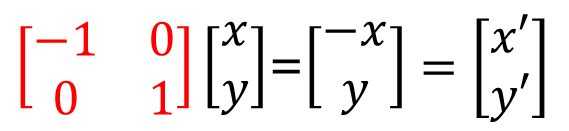 [−1 0] [x] = [−x] = [x′]
[0 1] [y] = [y] = [y′]